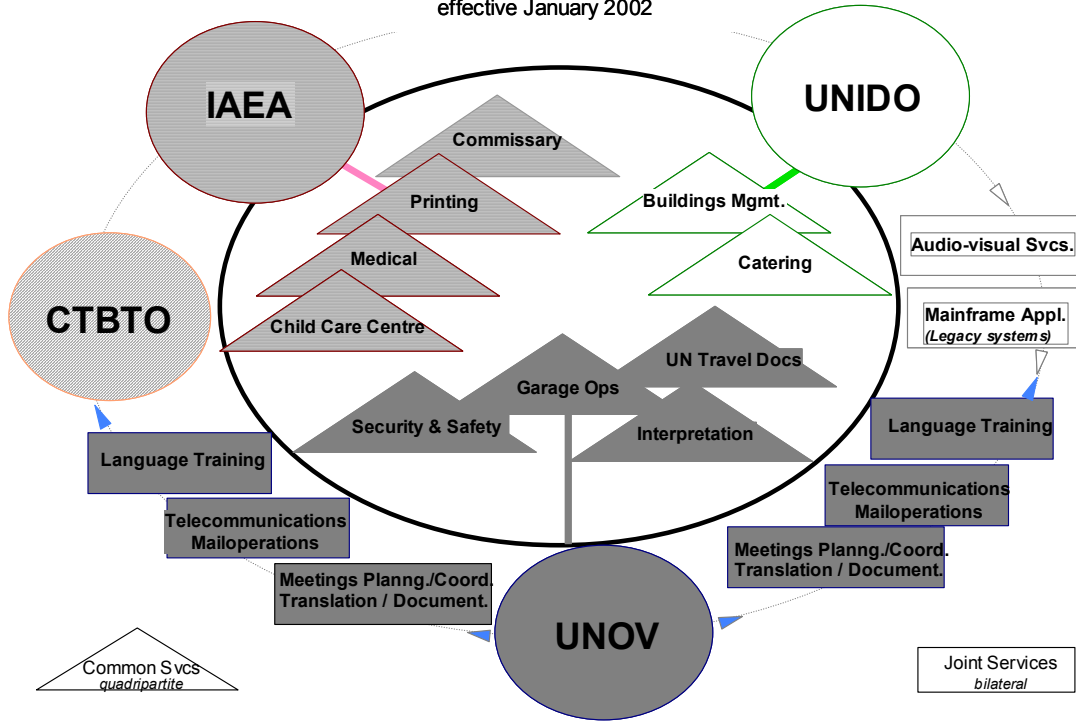 effective January 2002
IAEA
UNIDO
Commissary
Printing
Buildings Mgmt.
Medical
Catering
Audio-visual Svcs.
CTBTO
Child Care Centre
Mainframe Appl.
(Legacy systems)
UN Travel Docs
Garage Ops
Security & Safety
Interpretation
Language Training
Language Training
Telecommunications
Mailoperations
Telecommunications
Mailoperations
Meetings Planng./Coord.
Translation / Document.
Meetings Planng./Coord.
Translation / Document.
UNOV
Common Svcs
quadripartite
Joint Services
bilateral